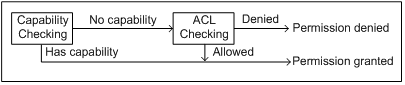 Capability
Checking
No capability
ACL
Checking
Denied
Permission denied
Has capability
Allowed
Permission granted